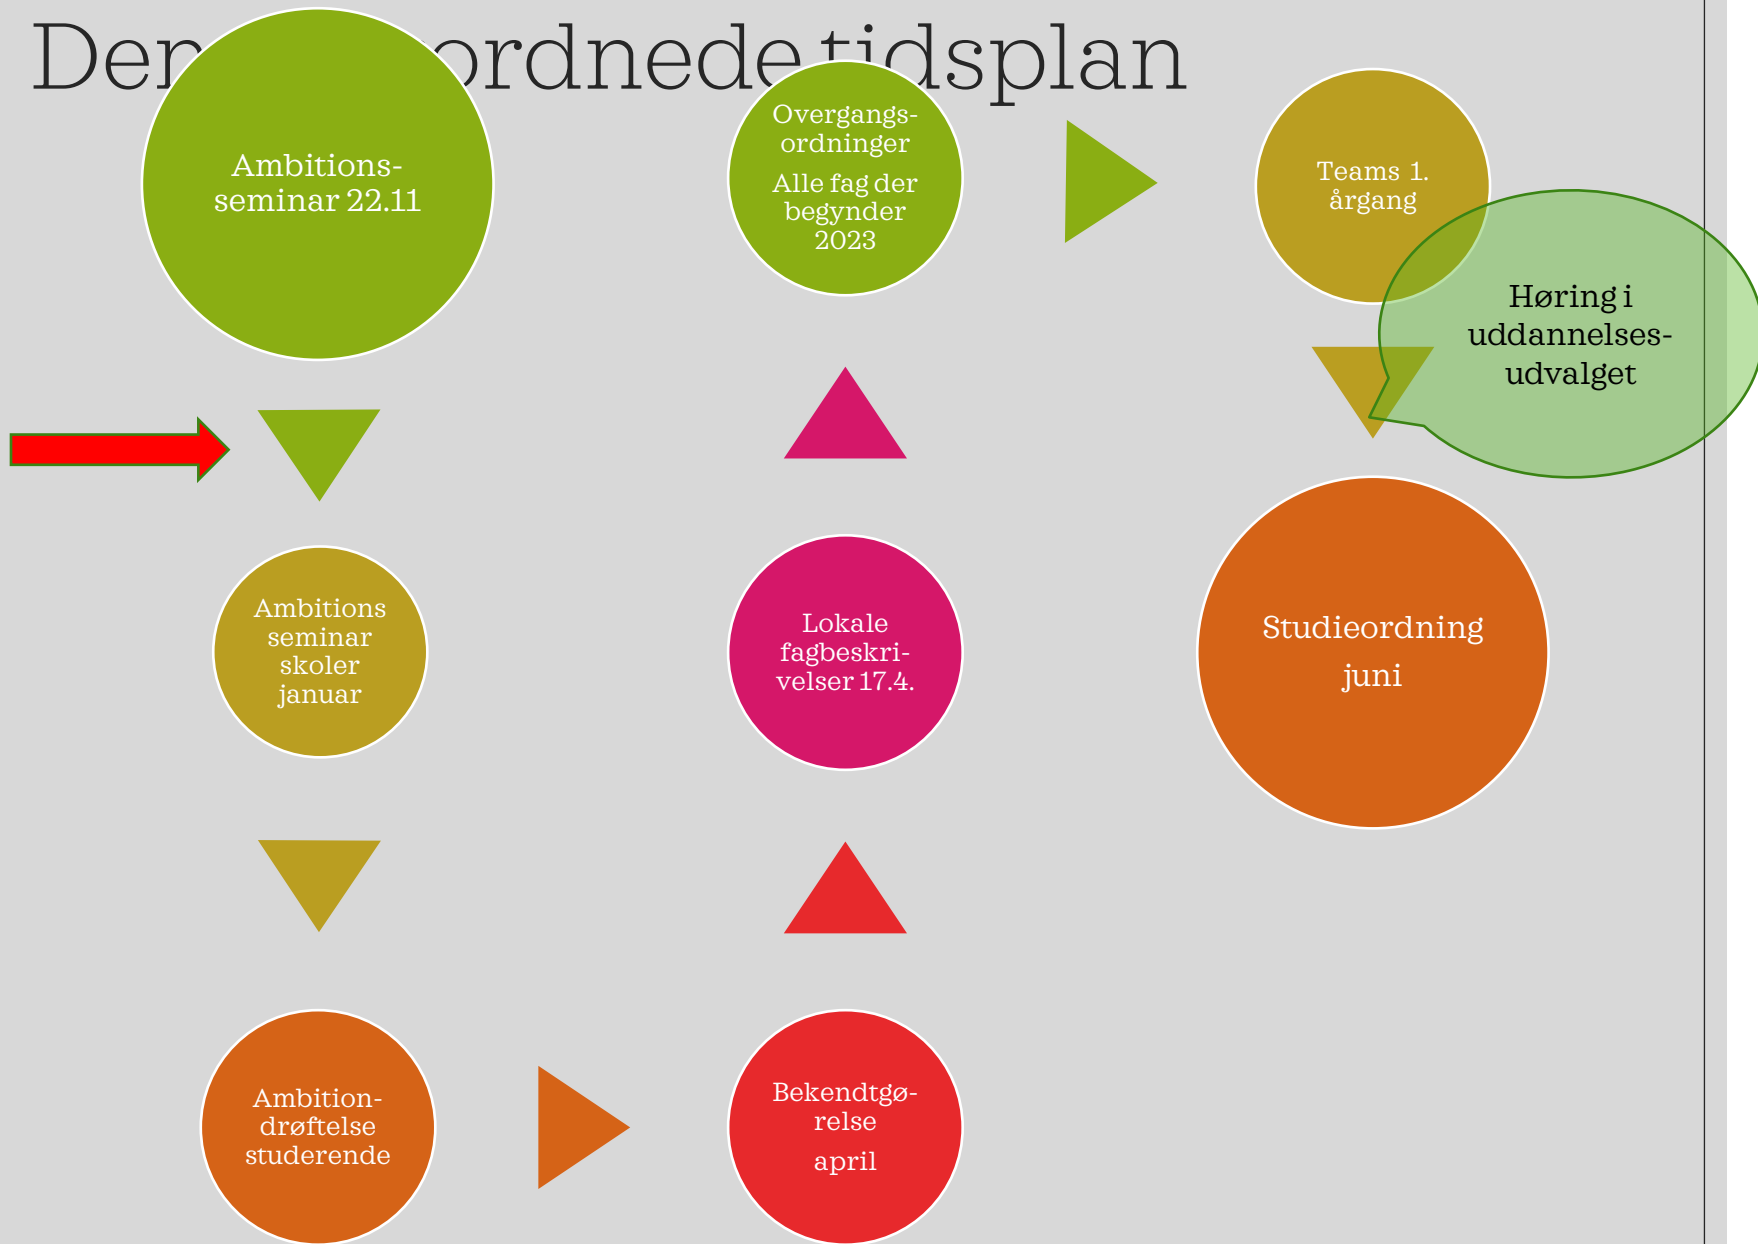 Den ordnede tidsplan
Ambitions-
seminar 22.11
Ambitions
seminar
skoler
januar
Ambition-
drøftelse
studerende
Bekendtgø-
relse
april
Lokale
fagbeskri-
velser 17.4.
Overgangs-
ordninger
Alle fag der
begynder
2023
Teams 1.
årgang
Høring i
uddannelses-
udvalget
Studieordning
juni